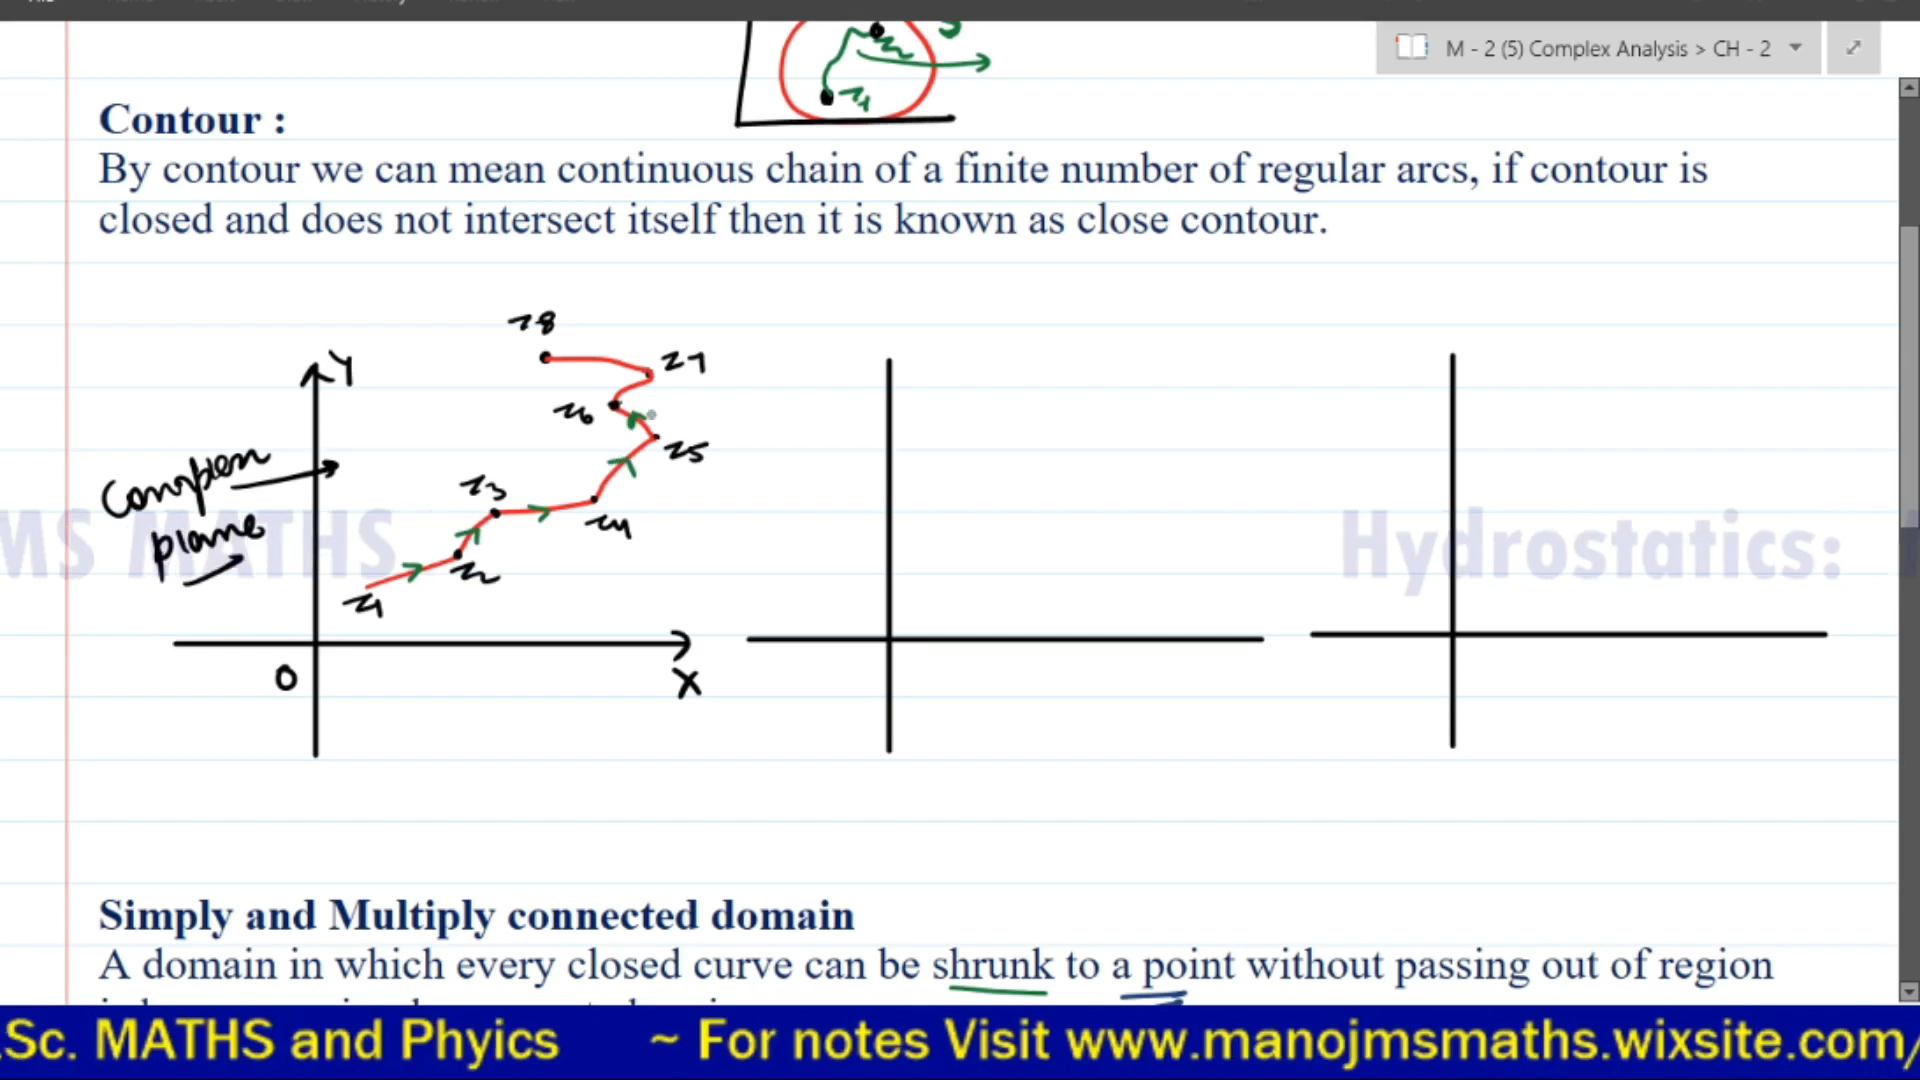 M - 2 (5) Complex Analysis > CH - 2
z1
Contour :
By contour we can mean continuous chain of a finite number of regular arcs, if contour is
closed and does not intersect itself then it is known as close contour.
z8
Y
z7
z6
z5
Complex
plane
z3
z4
z2
z1
MS MATHS
Hydrostatics:
O
X
Simply and Multiply connected domain
A domain in which every closed curve can be shrunk to a point without passing out of region
.Sc. MATHS and Phyics ~ For notes Visit www.manojmsmaths.wixsite.com/